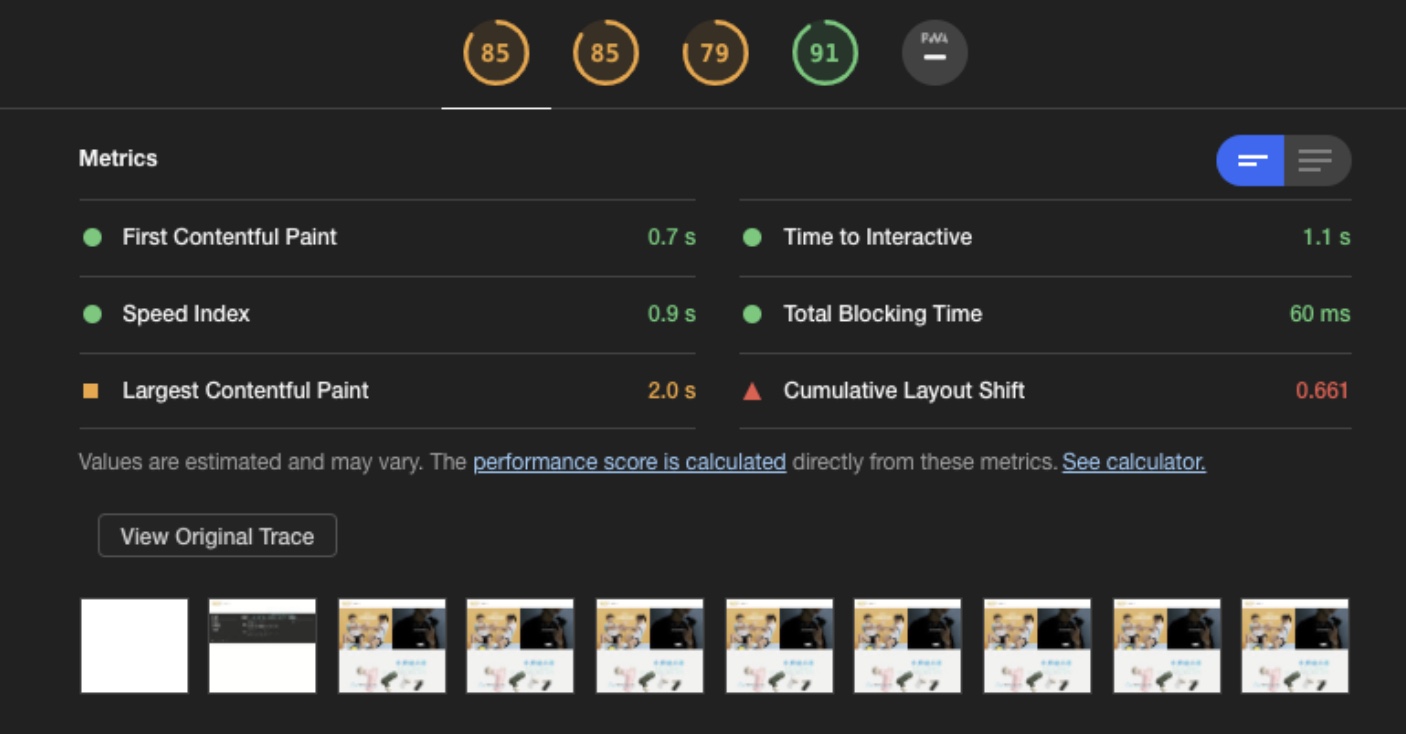 85 85 79 91 PWA
Metrics
First Contentful Paint 0.7 s Time to Interactive 1.1 s
Speed Index 0.9 s Total Blocking Time 60 ms
Largest Contentful Paint 2.0 s Cumulative Layout Shift 0.661
Values are estimated and may vary. The performance score is calculated directly from these metrics. See calculator.
View Original Trace